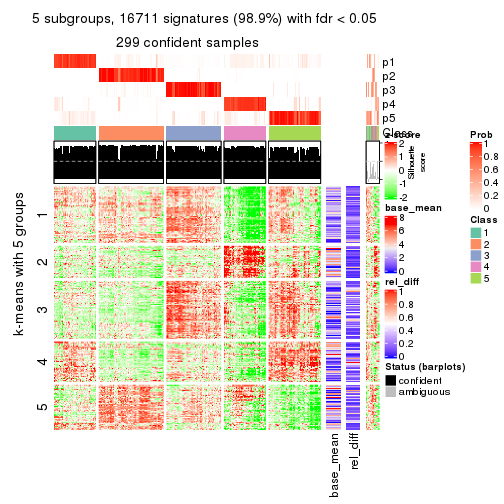 5 subgroups, 16711 signatures (98.9%) with fdr < 0.05
299 confident samples
p1
p2
p3
p4
p5
Class
Silhouette
score
k-means with 5 groups
1
2
3
4
5
base_mean
rel_diff
z-score
2
1
0
-1
-2
base_mean
8
6
4
2
0
rel_diff
1
0.8
0.6
0.4
0.2
0
Status (barplots)
confident
ambiguous
Prob
1
0.8
0.6
0.4
0.2
0
Class
1
2
3
4
5